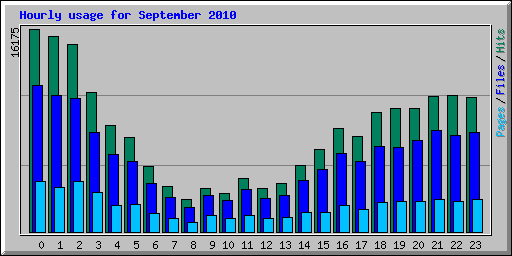 Hourly usage for September 2010
16175
Pages / Files / Hits
0 1 2 3 4 5 6 7 8 9 10 11 12 13 14 15 16 17 18 19 20 21 22 23